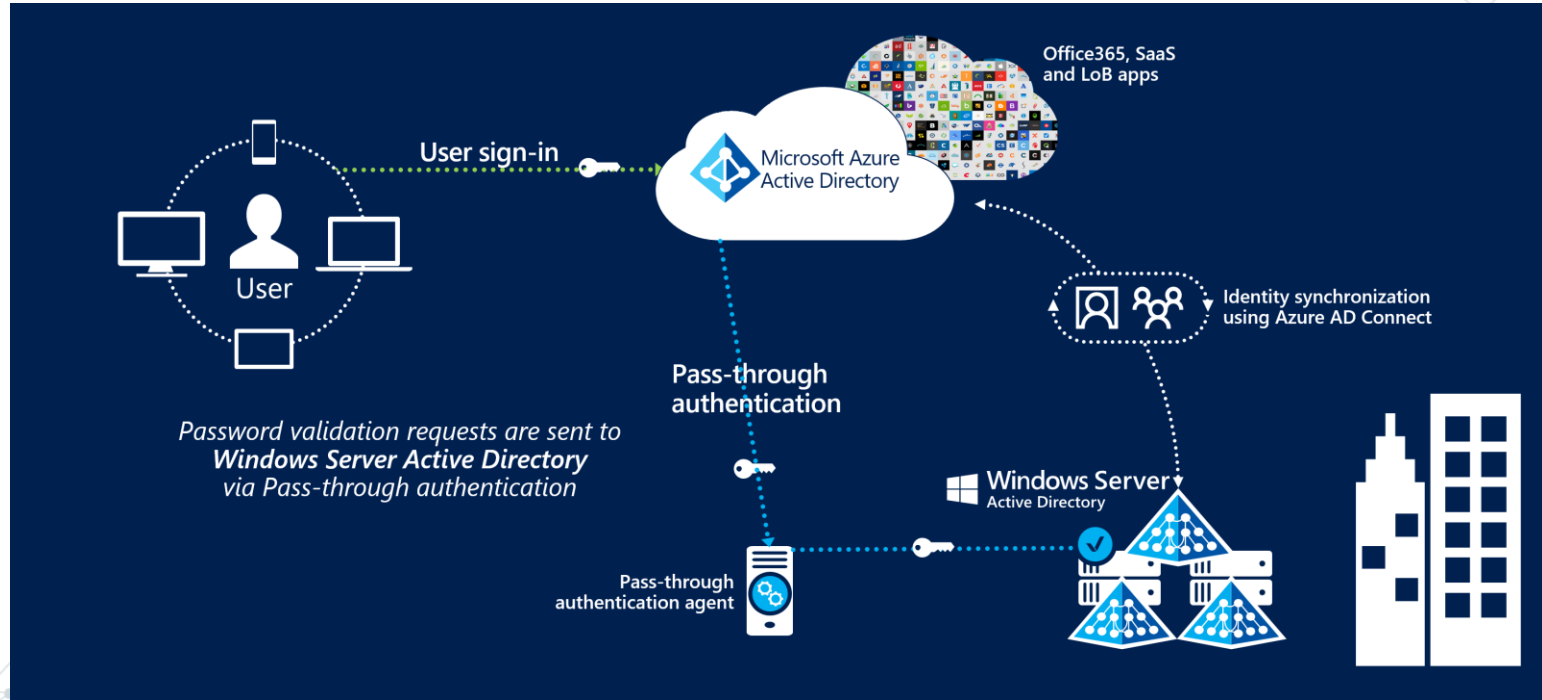 Office365, SaaS
and LoB apps
User sign-in
Microsoft Azure
Active Directory
User
Identity synchronization
using Azure AD Connect
Pass-through
authentication
Password validation requests are sent to
Windows Server Active Directory
via Pass-through authentication
Windows Server
Active Directory
Pass-through
authentication agent